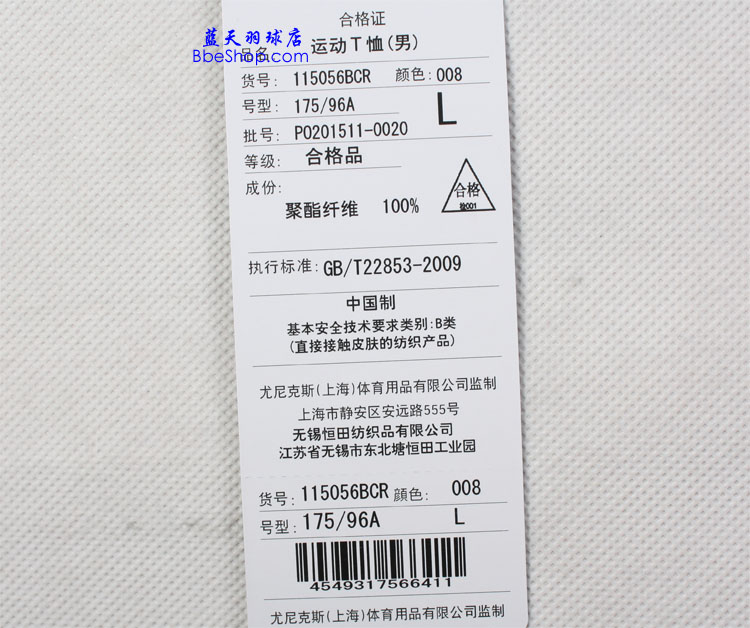 合格证
蓝天羽球店
BbeShop.com
品名 运动T恤(男)
货号: 115056BCR 颜色: 008
号型: 175/96A L
批号: PO201511-0020
等级: 合格品
成份:
聚酯纤维 100%
合格
检001
执行标准: GB/T22853-2009
中国制
基本安全技术要求类别:B类
(直接接触皮肤的纺织产品)
尤尼克斯(上海)体育用品有限公司监制
上海市静安区安远路555号
无锡恒田纺织品有限公司
江苏省无锡市东北塘恒田工业园
货号: 115056BCR 颜色: 008
号型: 175/96A L
4549317566411
尤尼克斯(上海)体育用品有限公司监制